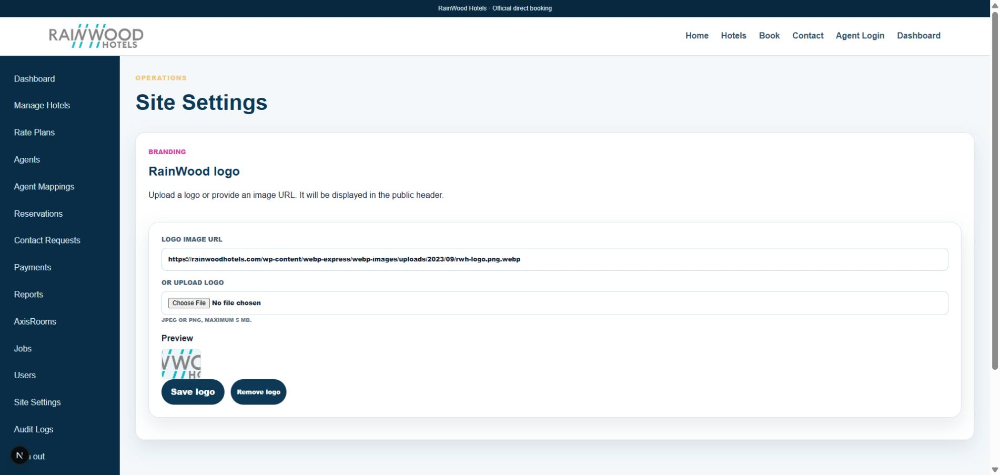 RainWood Hotels · Official direct booking
RAINWOOD
HOTELS
Home Hotels Book Contact Agent Login Dashboard
Dashboard
Manage Hotels
Rate Plans
Agents
Agent Mappings
Reservations
Contact Requests
Payments
Reports
AxisRooms
Jobs
Users
Site Settings
Audit Logs
N
out
OPERATIONS
Site Settings
BRANDING
RainWood logo
Upload a logo or provide an image URL. It will be displayed in the public header.
LOGO IMAGE URL
https://rainwoodhotels.com/wp-content/webp-express/webp-images/uploads/2023/09/rwh-logo.png.webp
OR UPLOAD LOGO
Choose File No file chosen
JPEG OR PNG, MAXIMUM 5 MB.
Preview
Save logo Remove logo